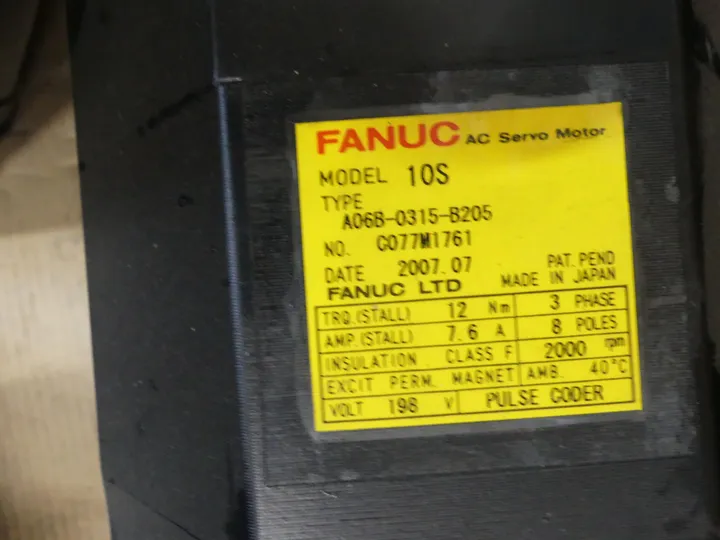 FANUC AC Servo Motor
MODEL 10S
TYPE
A06B-0315-B205
NO. C077M1761
DATE 2007.07 PAT. PEND
FANUC LTD MADE IN JAPAN
TRQ.(STALL) 12 Nm 3 PHASE
AMP.(STALL) 7.6 A 8 POLES
INSULATION CLASS F 2000 rpm
EXCIT PERM. MAGNET AMB. 40°C
VOLT 198 V PULSE CODER